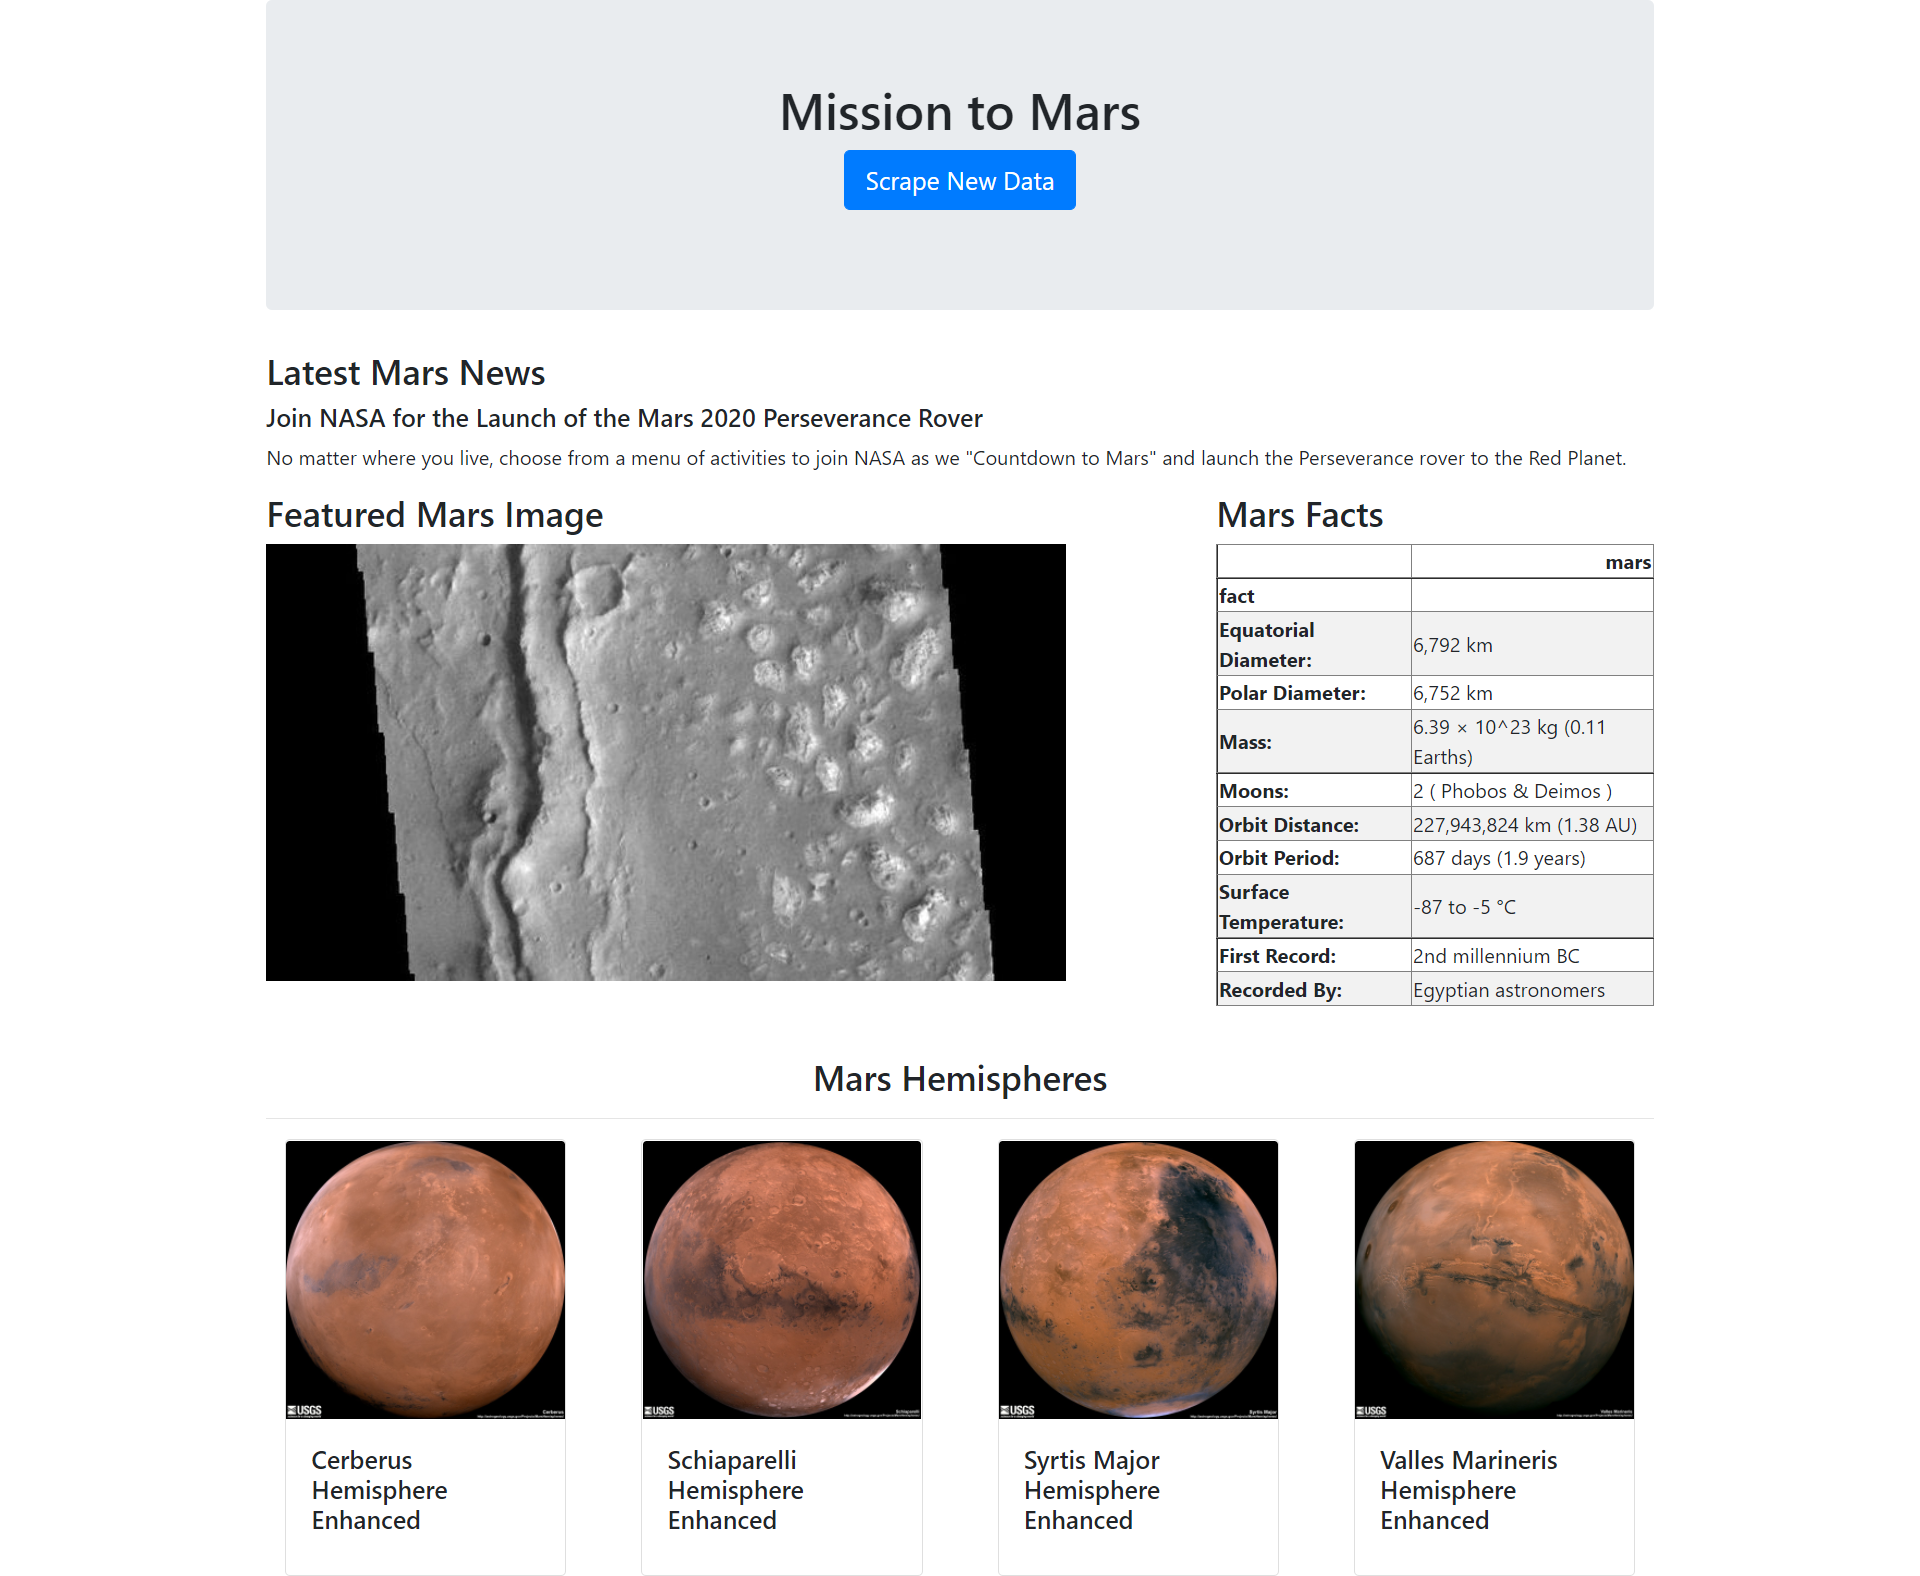 Mission to Mars
Scrape New Data
Latest Mars News
Join NASA for the Launch of the Mars 2020 Perseverance Rover
No matter where you live, choose from a menu of activities to join NASA as we "Countdown to Mars" and launch the Perseverance rover to the Red Planet.
Featured Mars Image
Mars Facts
mars
fact
Equatorial
Diameter:
6,792 km
Polar Diameter:
6,752 km
Mass:
6.39 × 10^23 kg (0.11
Earths)
Moons:
2 ( Phobos & Deimos )
Orbit Distance:
227,943,824 km (1.38 AU)
Orbit Period:
687 days (1.9 years)
Surface
Temperature:
-87 to -5 °C
First Record:
2nd millennium BC
Recorded By:
Egyptian astronomers
Mars Hemispheres
USGS
Cerberus
USGS
Schiaparelli
USGS
Syrtis Major
USGS
Valles Marineris
Cerberus
Hemisphere
Enhanced
Schiaparelli
Hemisphere
Enhanced
Syrtis Major
Hemisphere
Enhanced
Valles Marineris
Hemisphere
Enhanced